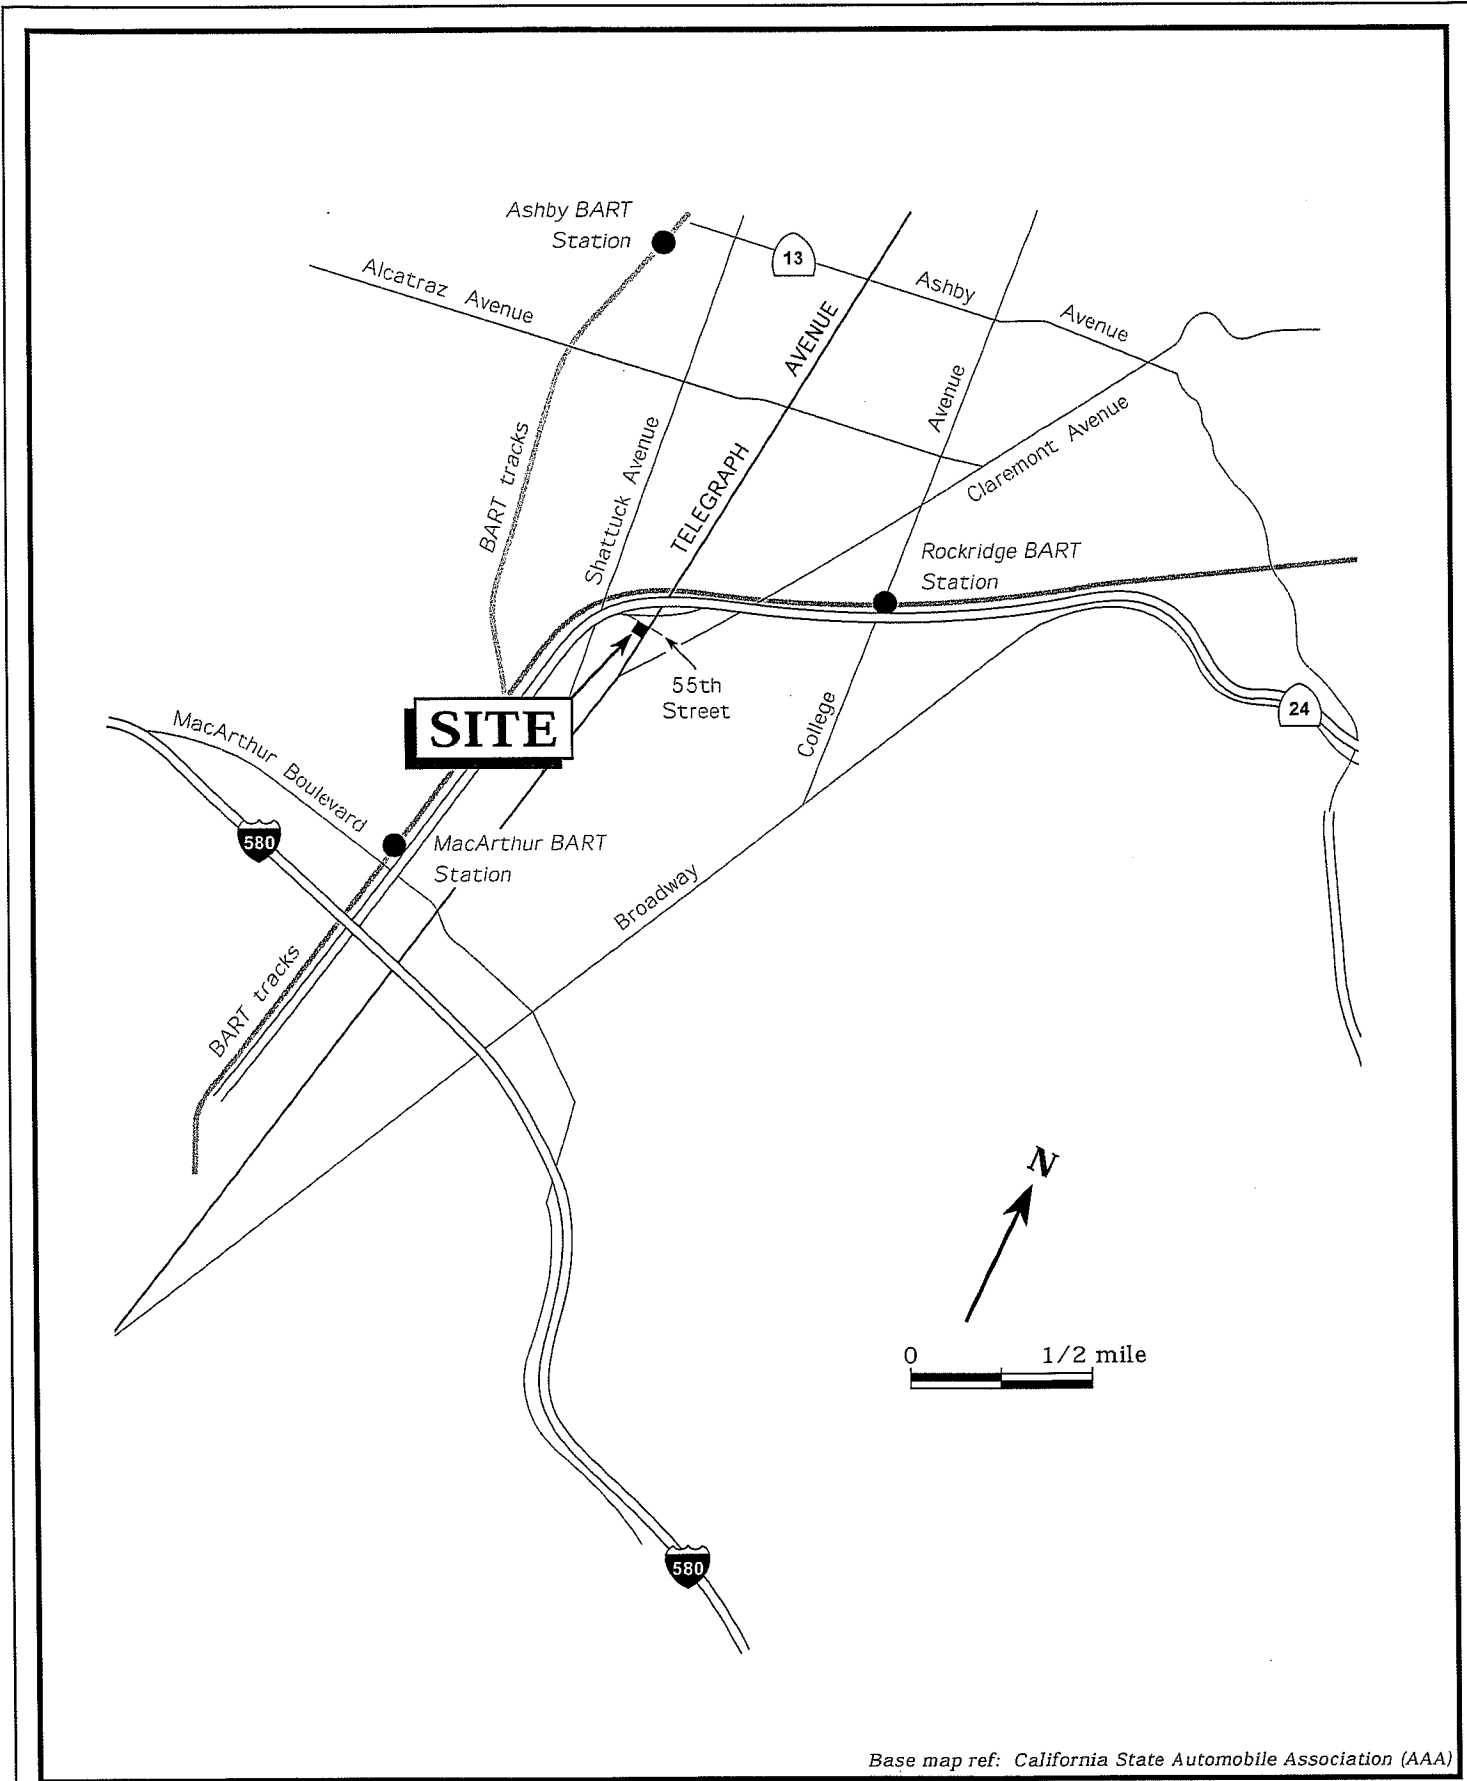 Ashby BART
Station
13
Alcatraz Avenue
Ashby
Avenue
TELEGRAPH AVENUE
Avenue
Claremont Avenue
BART tracks
Shattuck Avenue
Rockridge BART
Station
55th
Street
SITE
24
MacArthur Boulevard
College
580
MacArthur BART
Station
Broadway
BART tracks
N
0 1/2 mile
580
Base map ref: California State Automobile Association (AAA)